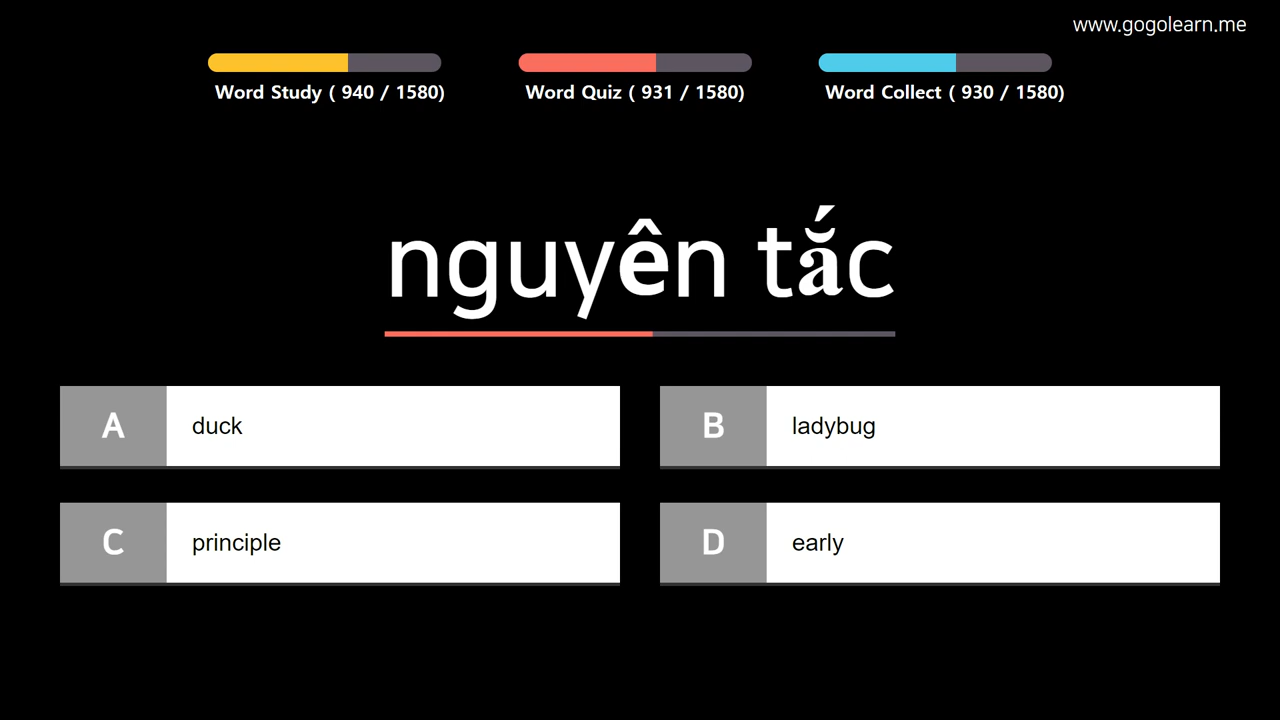 www.gogolearn.me
Word Study ( 940 / 1580)
Word Quiz ( 931 / 1580)
Word Collect ( 930 / 1580)
nguyên tắc
A duck
B ladybug
C principle
D early